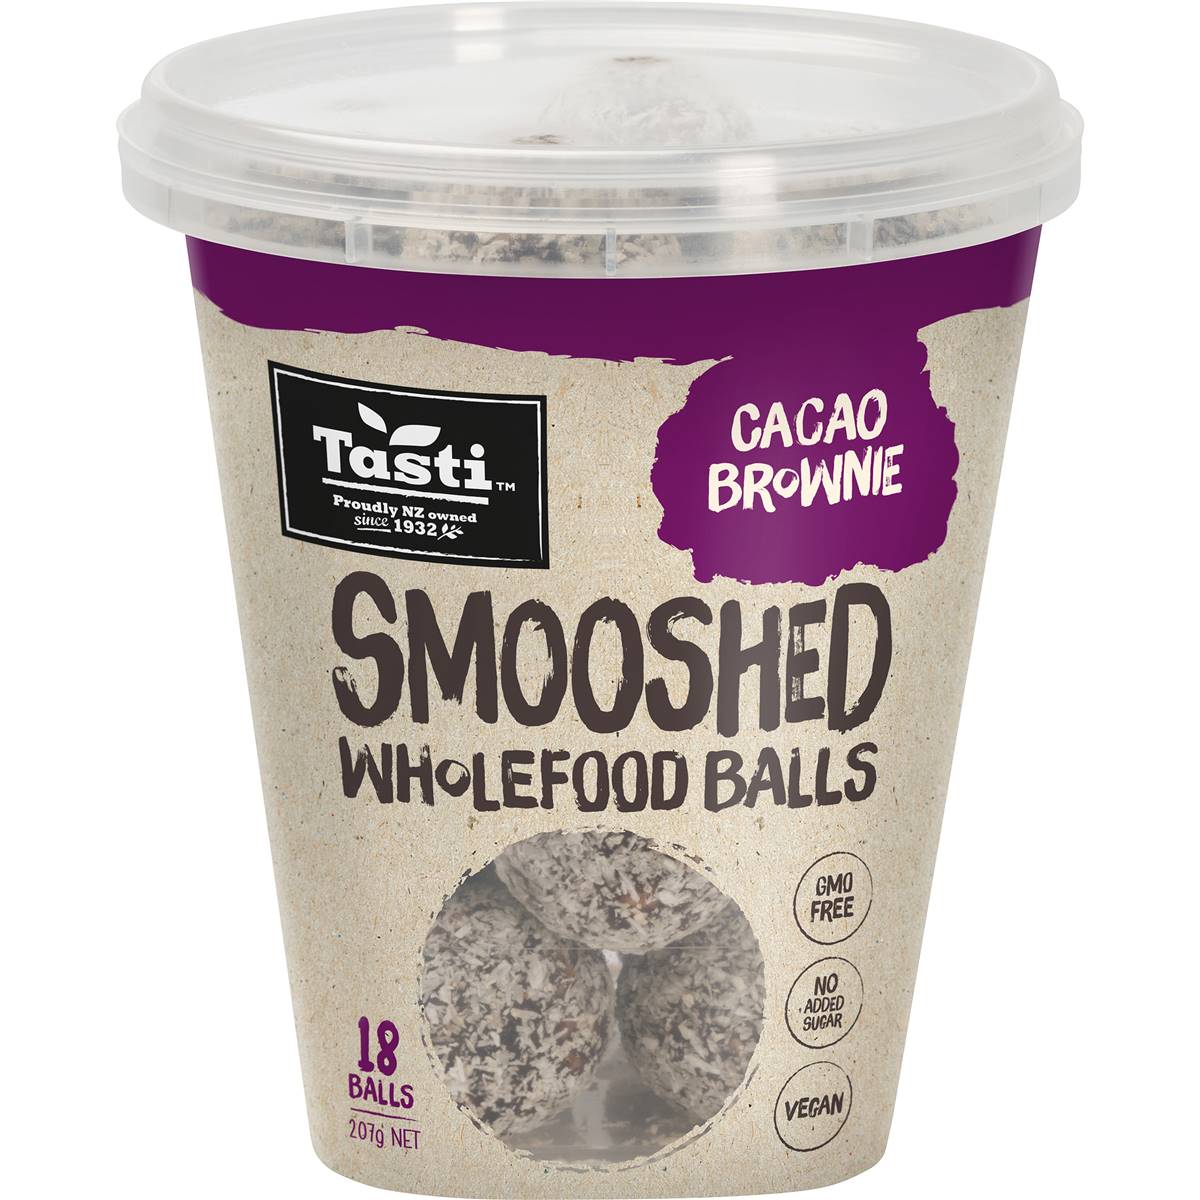 Tasti™
Proudly NZ owned
since 1932
CACAO
BROWNIE
SMOOSHED
WHOLEFOOD BALLS
GMO
FREE
NO
ADDED
SUGAR
VEGAN
18
BALLS
207g NET